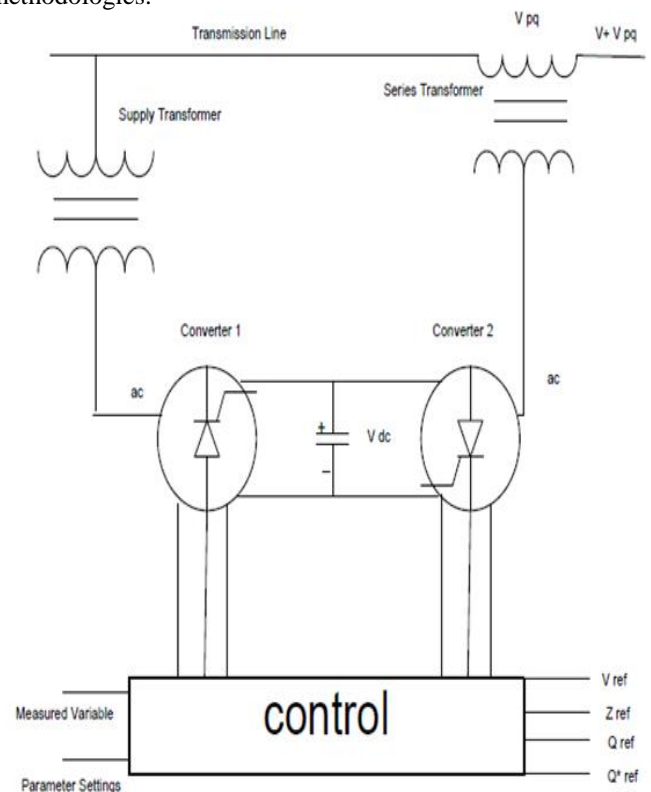 methodologies.
V pq
Transmission Line
V+ V pq
Series Transformer
Supply Transformer
Converter 1
Converter 2
ac
ac
+
V dc
–
V ref
control
Z ref
Measured Variable
Q ref
Parameter Settings
Q* ref